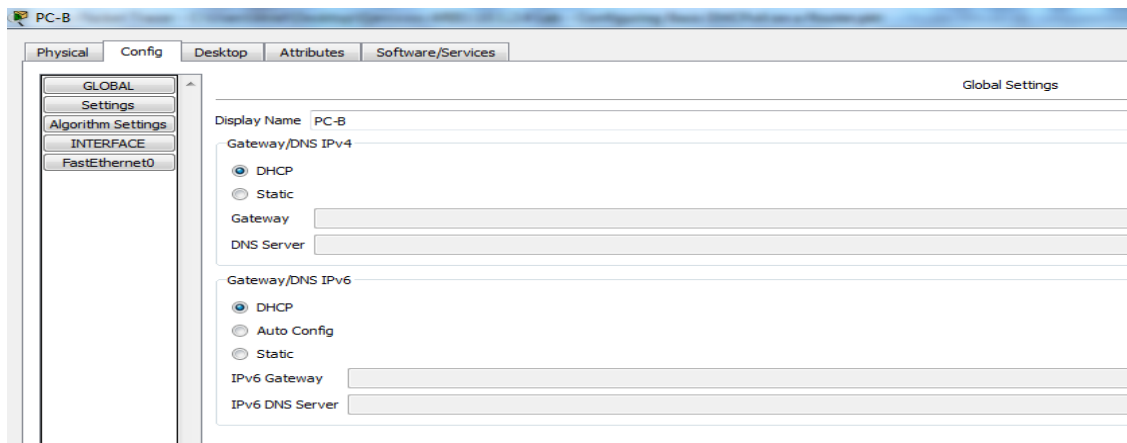 PC-B
Physical Config Desktop Attributes Software/Services
GLOBAL
Settings
Algorithm Settings
INTERFACE
FastEthernet0
Global Settings
Display Name PC-B
Gateway/DNS IPv4
DHCP
Static
Gateway
DNS Server
Gateway/DNS IPv6
DHCP
Auto Config
Static
IPv6 Gateway
IPv6 DNS Server